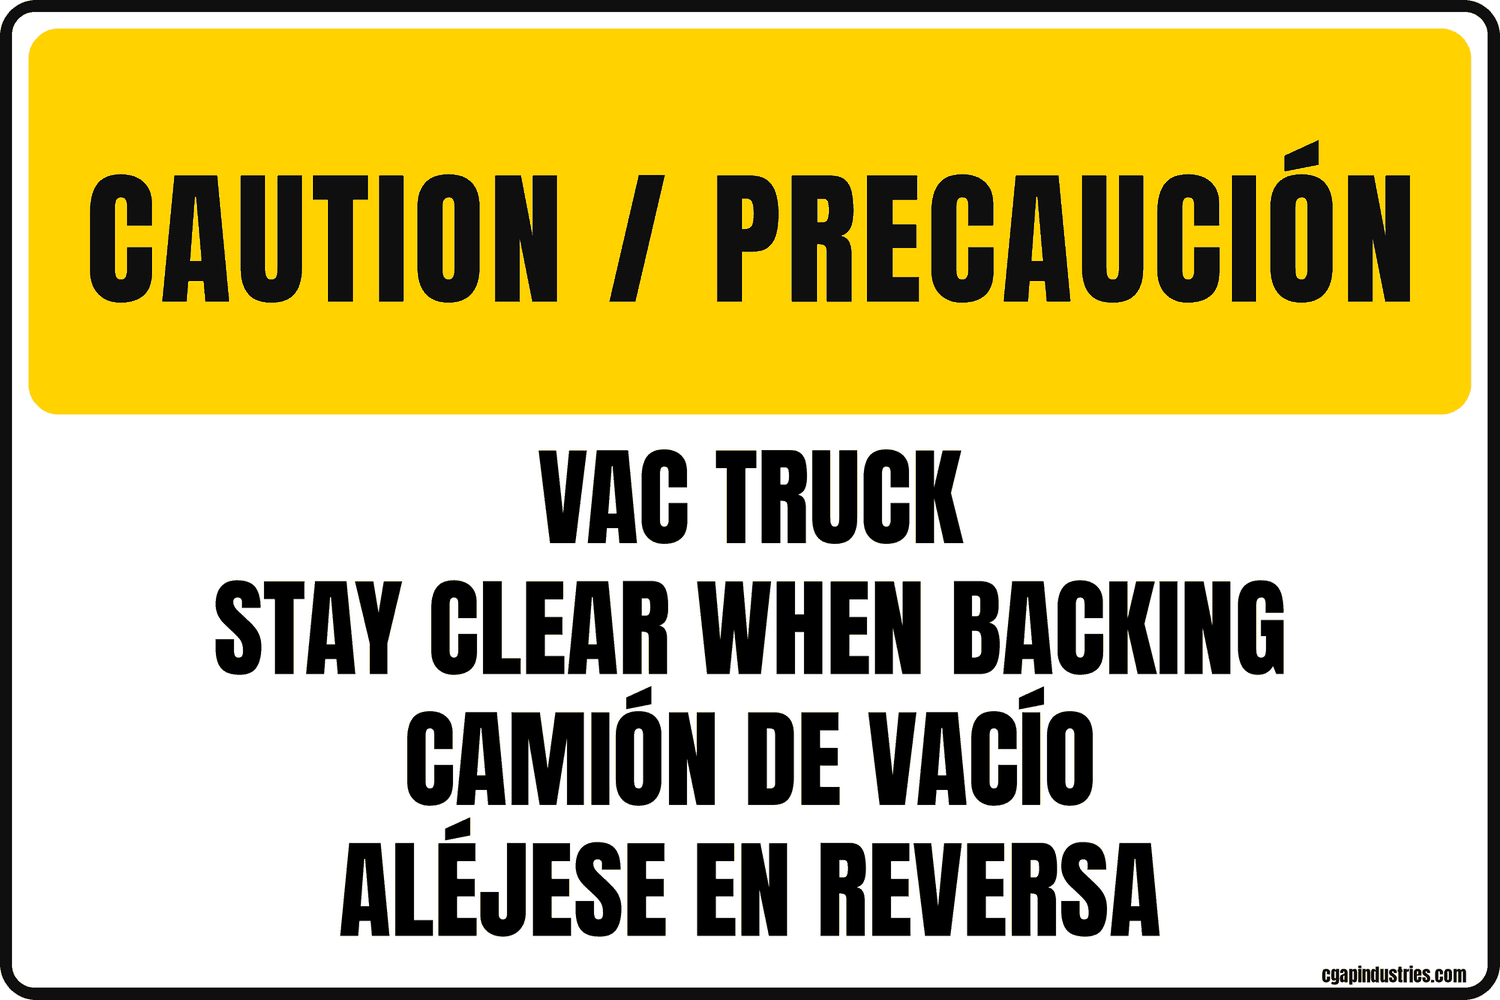 CAUTION / PRECAUCIÓN
VAC TRUCK
STAY CLEAR WHEN BACKING
CAMIÓN DE VACÍO
ALÉJESE EN REVERSA
cgapindustries.com